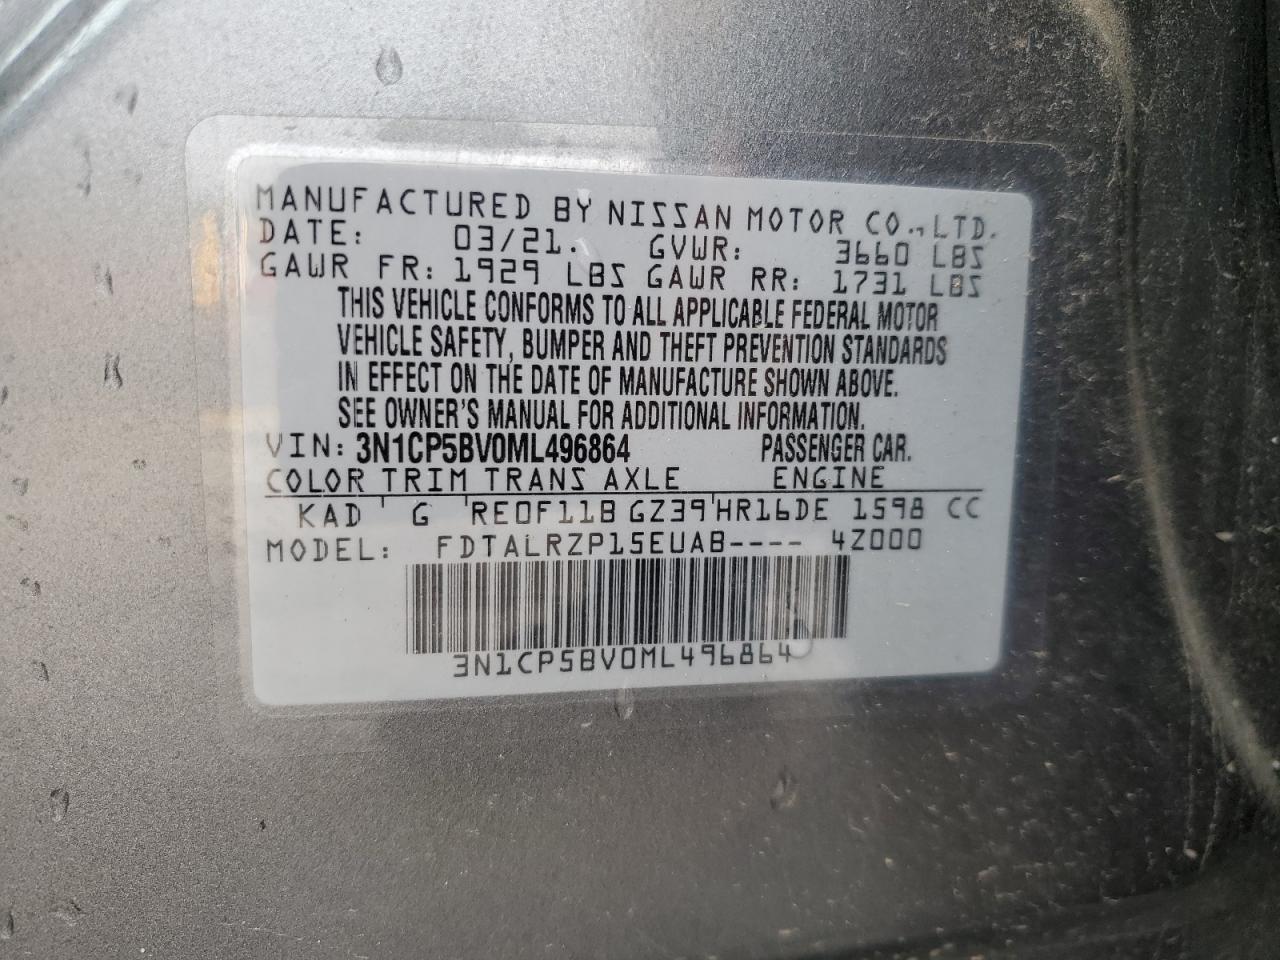 MANUFACTURED BY NISSAN MOTOR CO., LTD.
DATE: 03/21. GVWR: 3660 LBS
GAWR FR: 1929 LBS GAWR RR: 1731 LBS
THIS VEHICLE CONFORMS TO ALL APPLICABLE FEDERAL MOTOR
VEHICLE SAFETY, BUMPER AND THEFT PREVENTION STANDARDS
IN EFFECT ON THE DATE OF MANUFACTURE SHOWN ABOVE.
SEE OWNER'S MANUAL FOR ADDITIONAL INFORMATION.
VIN: 3N1CP5BV0ML496864 PASSENGER CAR.
COLOR TRIM TRANS AXLE ENGINE
KAD ' G ' RE0F11B GZ39 ' HR16DE 1598 CC
MODEL: FDTALRZP15EUAB---- 4Z000
3N1CP5BV0ML496864